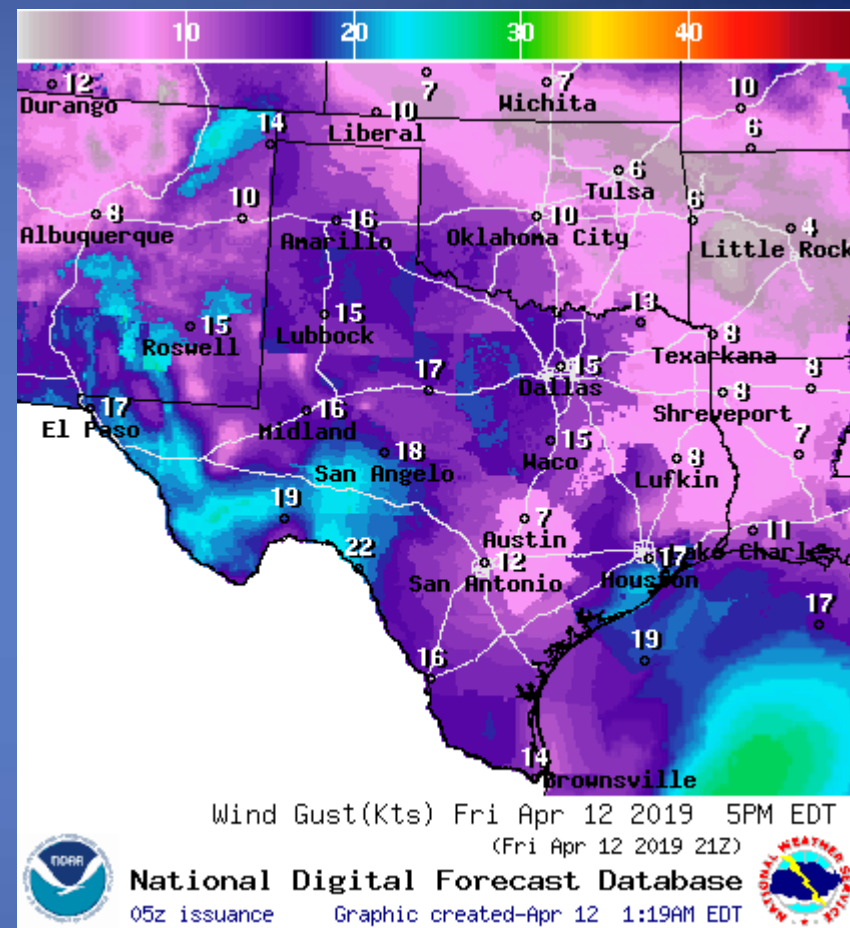 10 20 30 40
12
Durango
7
7
Wichita
10
10
Liberal
14
6
6
Tulsa
8
Albuquerque
10
16
Amarillo
10
Oklahoma City
6
4
Little Rock
15
Roswell
15
Lubbock
13
8
Texarkana
17
15
Dallas
8
8
Shreveport
17
El Paso
16
Midland
18
San Angelo
15
Waco
8
Lufkin
7
19
22
7
Austin
12
San Antonio
17
Houston
11
Lake Charles
17
19
16
14
Brownsville
Wind Gust(Kts) Fri Apr 12 2019 5PM EDT
(Fri Apr 12 2019 21Z)
National Digital Forecast Database
05z issuance Graphic created-Apr 12 1:19AM EDT
NOAA
NATIONAL WEATHER SERVICE